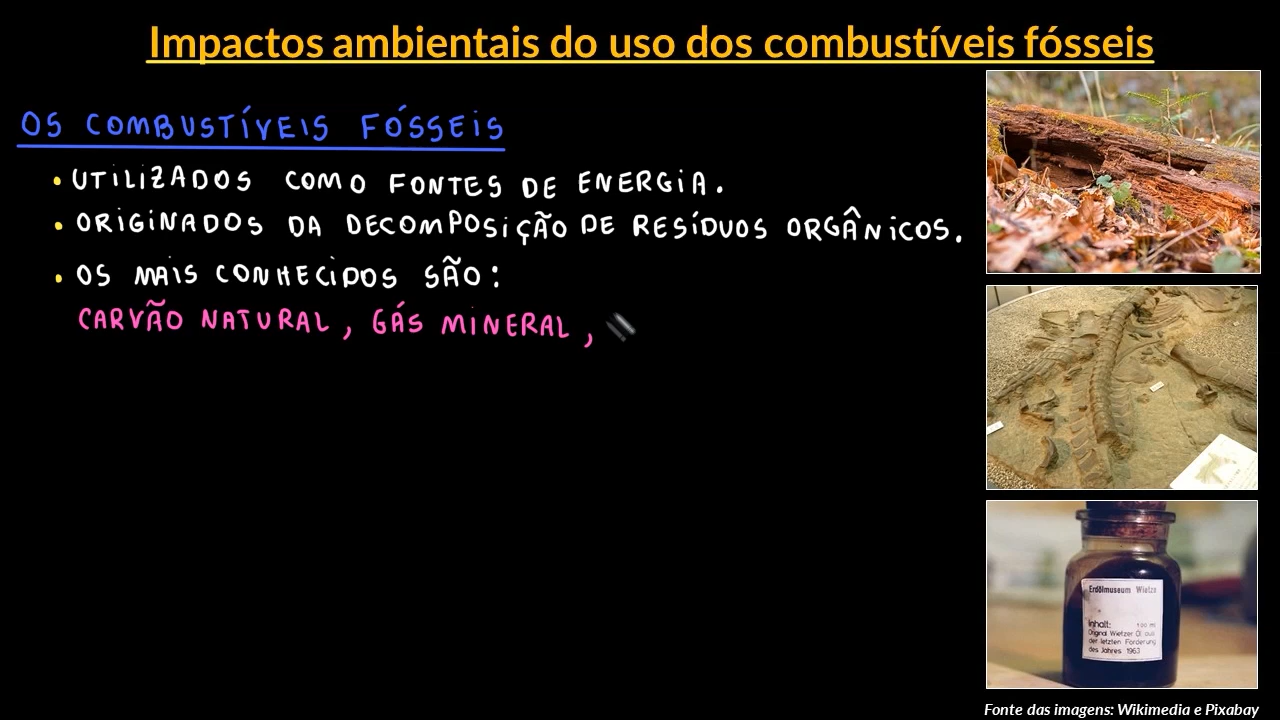 Impactos ambientais do uso dos combustíveis fósseis
OS COMBUSTÍVEIS FÓSSEIS
• UTILIZADOS COMO FONTES DE ENERGIA.
• ORIGINADOS DA DECOMPOSIÇÃO DE RESÍDUOS ORGÂNICOS.
• OS MAIS CONHECIDOS SÃO:
CARVÃO NATURAL, GÁS MINERAL,
Erdölmuseum Wietze
Inhalt:
Original Wietzer Öl aus
der letzten Förderung
des Jahres 1963
Fonte das imagens: Wikimedia e Pixabay